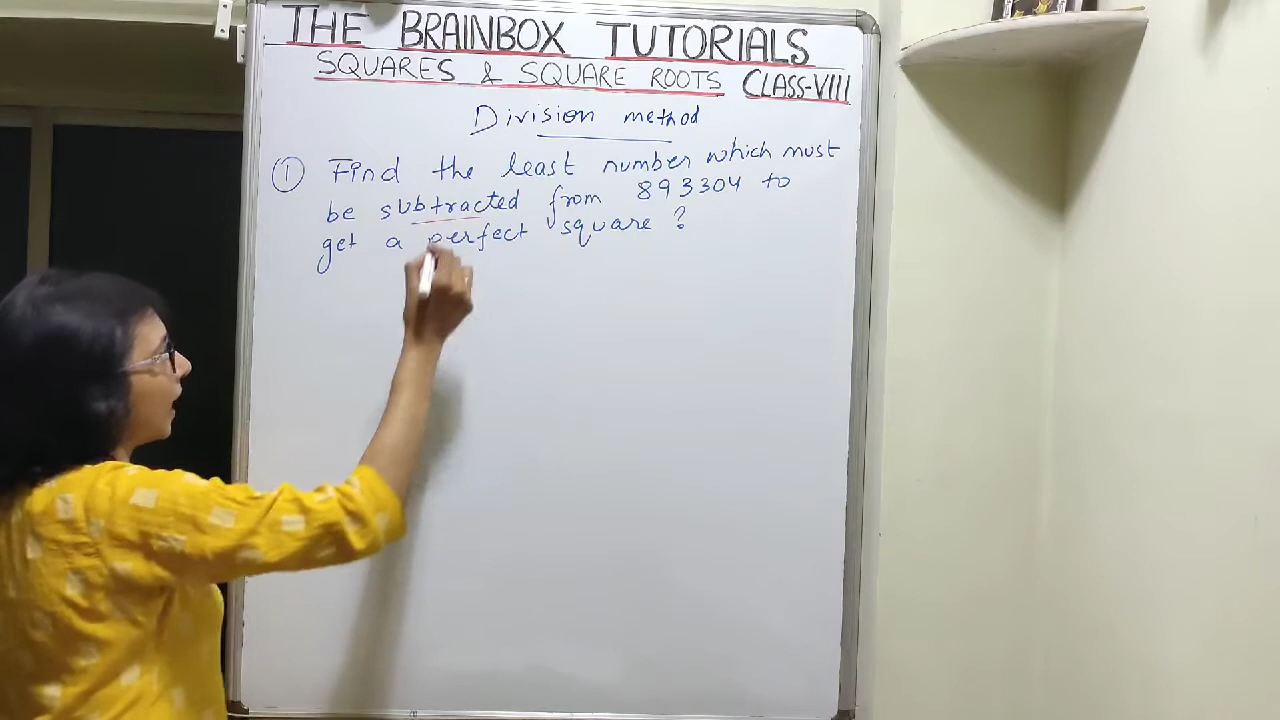 THE BRAINBOX TUTORIALS
SQUARES & SQUARE ROOTS CLASS-VIII
Division method
① Find the least number which must
be subtracted from 893304 to
get a perfect square?